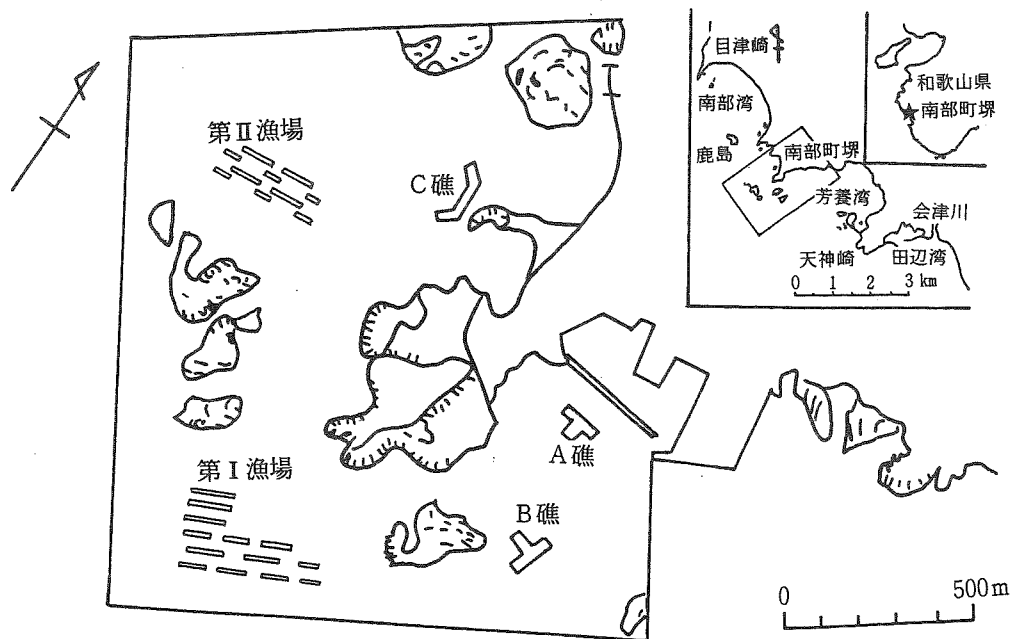 第Ⅱ漁場
C礁
第Ⅰ漁場
A礁
B礁
0 500m
目津崎
南部湾
鹿島
南部町堺
芳養湾
会津川
天神崎
田辺湾
0 1 2 3 km
和歌山県
南部町堺